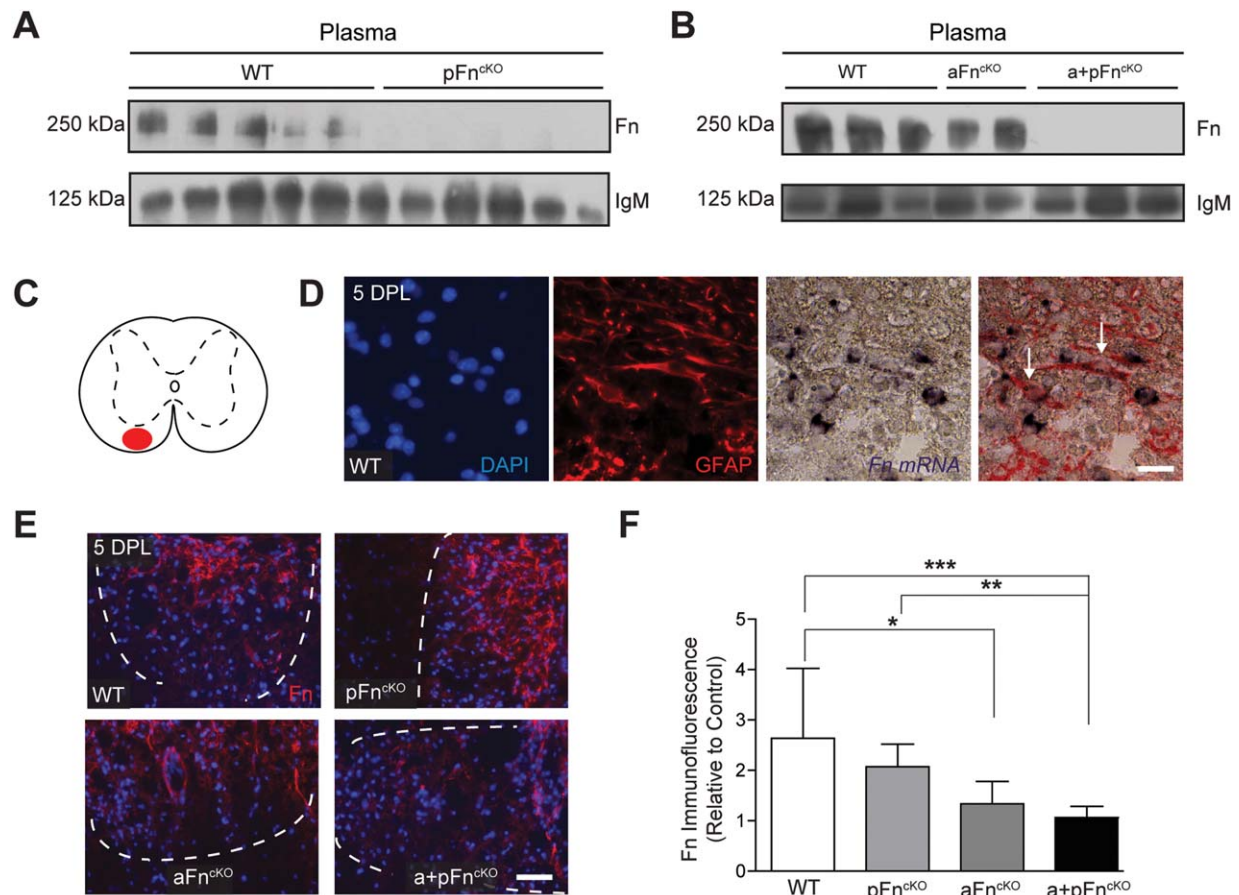 A
Plasma
WT pFn^cKO
250 kDa Fn
125 kDa IgM
B
Plasma
WT aFn^cKO a+pFn^cKO
250 kDa Fn
125 kDa IgM
C
D
5 DPL
WT DAPI GFAP Fn mRNA
E
5 DPL
WT Fn pFn^cKO
aFn^cKO a+pFn^cKO
F
***
**
*
Fn Immunofluorescence
(Relative to Control)
5
4
3
2
1
0
WT pFn^cKO aFn^cKO a+pFn^cKO